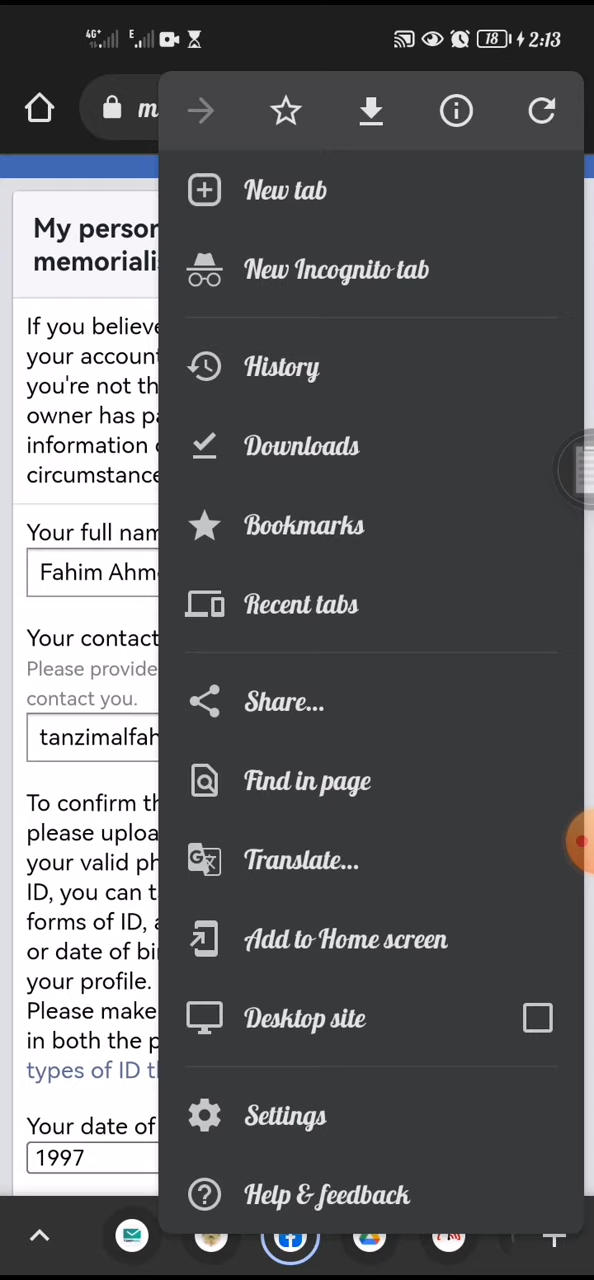 4G+ E 18 2:13
m
New tab
New Incognito tab
History
Downloads
Bookmarks
Recent tabs
Share...
Find in page
Translate...
Add to Home screen
Desktop site
Settings
Help & feedback
My person
memoriali
If you believe
your account
you're not th
owner has pa
information
circumstance
Your full nam
Fahim Ahm
Your contact
Please provide
contact you.
tanzimalfah
To confirm th
please uploa
your valid ph
ID, you can t
forms of ID, a
or date of bi
your profile.
Please make
in both the p
types of ID t
Your date of
1997